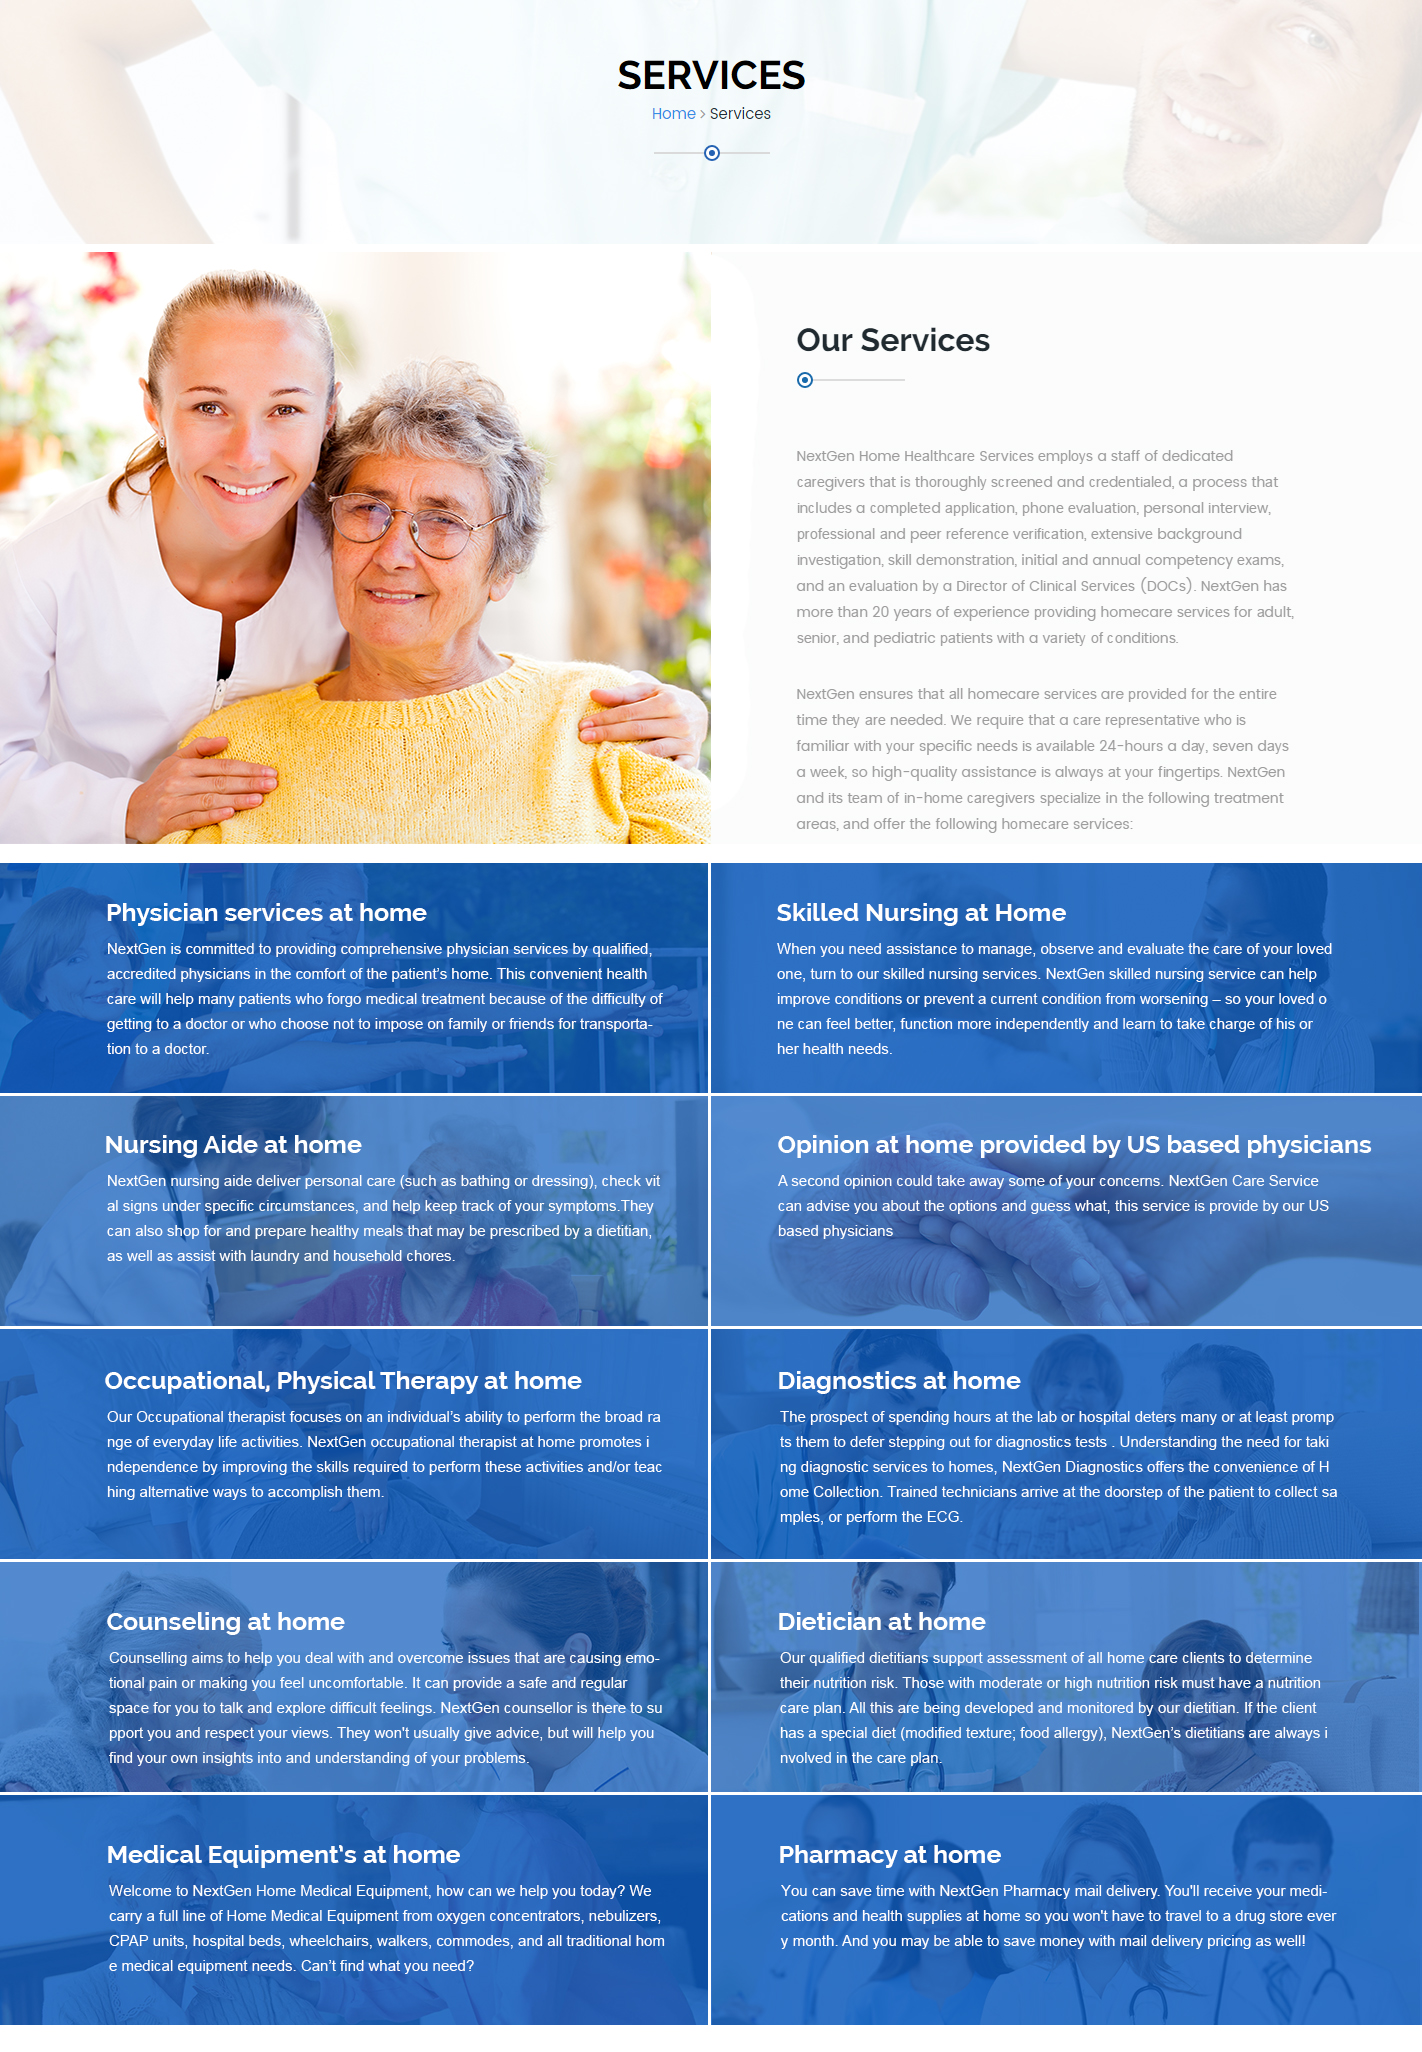 SERVICES
Home > Services
Our Services
NextGen Home Healthcare Services employs a staff of dedicated
caregivers that is thoroughly screened and credentialed, a process that
includes a completed application, phone evaluation, personal interview,
professional and peer reference verification, extensive background
investigation, skill demonstration, initial and annual competency exams,
and an evaluation by a Director of Clinical Services (DOCs). NextGen has
more than 20 years of experience providing homecare services for adult,
senior, and pediatric patients with a variety of conditions.
NextGen ensures that all homecare services are provided for the entire
time they are needed. We require that a care representative who is
familiar with your specific needs is available 24-hours a day, seven days
a week, so high-quality assistance is always at your fingertips. NextGen
and its team of in-home caregivers specialize in the following treatment
areas, and offer the following homecare services:
Physician services at home
NextGen is committed to providing comprehensive physician services by qualified,
accredited physicians in the comfort of the patient’s home. This convenient health
care will help many patients who forgo medical treatment because of the difficulty of
getting to a doctor or who choose not to impose on family or friends for transporta-
tion to a doctor.
Skilled Nursing at Home
When you need assistance to manage, observe and evaluate the care of your loved
one, turn to our skilled nursing services. NextGen skilled nursing service can help
improve conditions or prevent a current condition from worsening – so your loved o
ne can feel better, function more independently and learn to take charge of his or
her health needs.
Nursing Aide at home
NextGen nursing aide deliver personal care (such as bathing or dressing), check vit
al signs under specific circumstances, and help keep track of your symptoms.They
can also shop for and prepare healthy meals that may be prescribed by a dietitian,
as well as assist with laundry and household chores.
Opinion at home provided by US based physicians
A second opinion could take away some of your concerns. NextGen Care Service
can advise you about the options and guess what, this service is provide by our US
based physicians
Occupational, Physical Therapy at home
Our Occupational therapist focuses on an individual’s ability to perform the broad ra
nge of everyday life activities. NextGen occupational therapist at home promotes i
ndependence by improving the skills required to perform these activities and/or teac
hing alternative ways to accomplish them.
Diagnostics at home
The prospect of spending hours at the lab or hospital deters many or at least promp
ts them to defer stepping out for diagnostics tests . Understanding the need for taki
ng diagnostic services to homes, NextGen Diagnostics offers the convenience of H
ome Collection. Trained technicians arrive at the doorstep of the patient to collect sa
mples, or perform the ECG.
Counseling at home
Counselling aims to help you deal with and overcome issues that are causing emo-
tional pain or making you feel uncomfortable. It can provide a safe and regular
space for you to talk and explore difficult feelings. NextGen counsellor is there to su
pport you and respect your views. They won't usually give advice, but will help you
find your own insights into and understanding of your problems.
Dietician at home
Our qualified dietitians support assessment of all home care clients to determine
their nutrition risk. Those with moderate or high nutrition risk must have a nutrition
care plan. All this are being developed and monitored by our dietitian. If the client
has a special diet (modified texture; food allergy), NextGen’s dietitians are always i
nvolved in the care plan.
Medical Equipment’s at home
Welcome to NextGen Home Medical Equipment, how can we help you today? We
carry a full line of Home Medical Equipment from oxygen concentrators, nebulizers,
CPAP units, hospital beds, wheelchairs, walkers, commodes, and all traditional hom
e medical equipment needs. Can’t find what you need?
Pharmacy at home
You can save time with NextGen Pharmacy mail delivery. You'll receive your medi-
cations and health supplies at home so you won't have to travel to a drug store ever
y month. And you may be able to save money with mail delivery pricing as well!